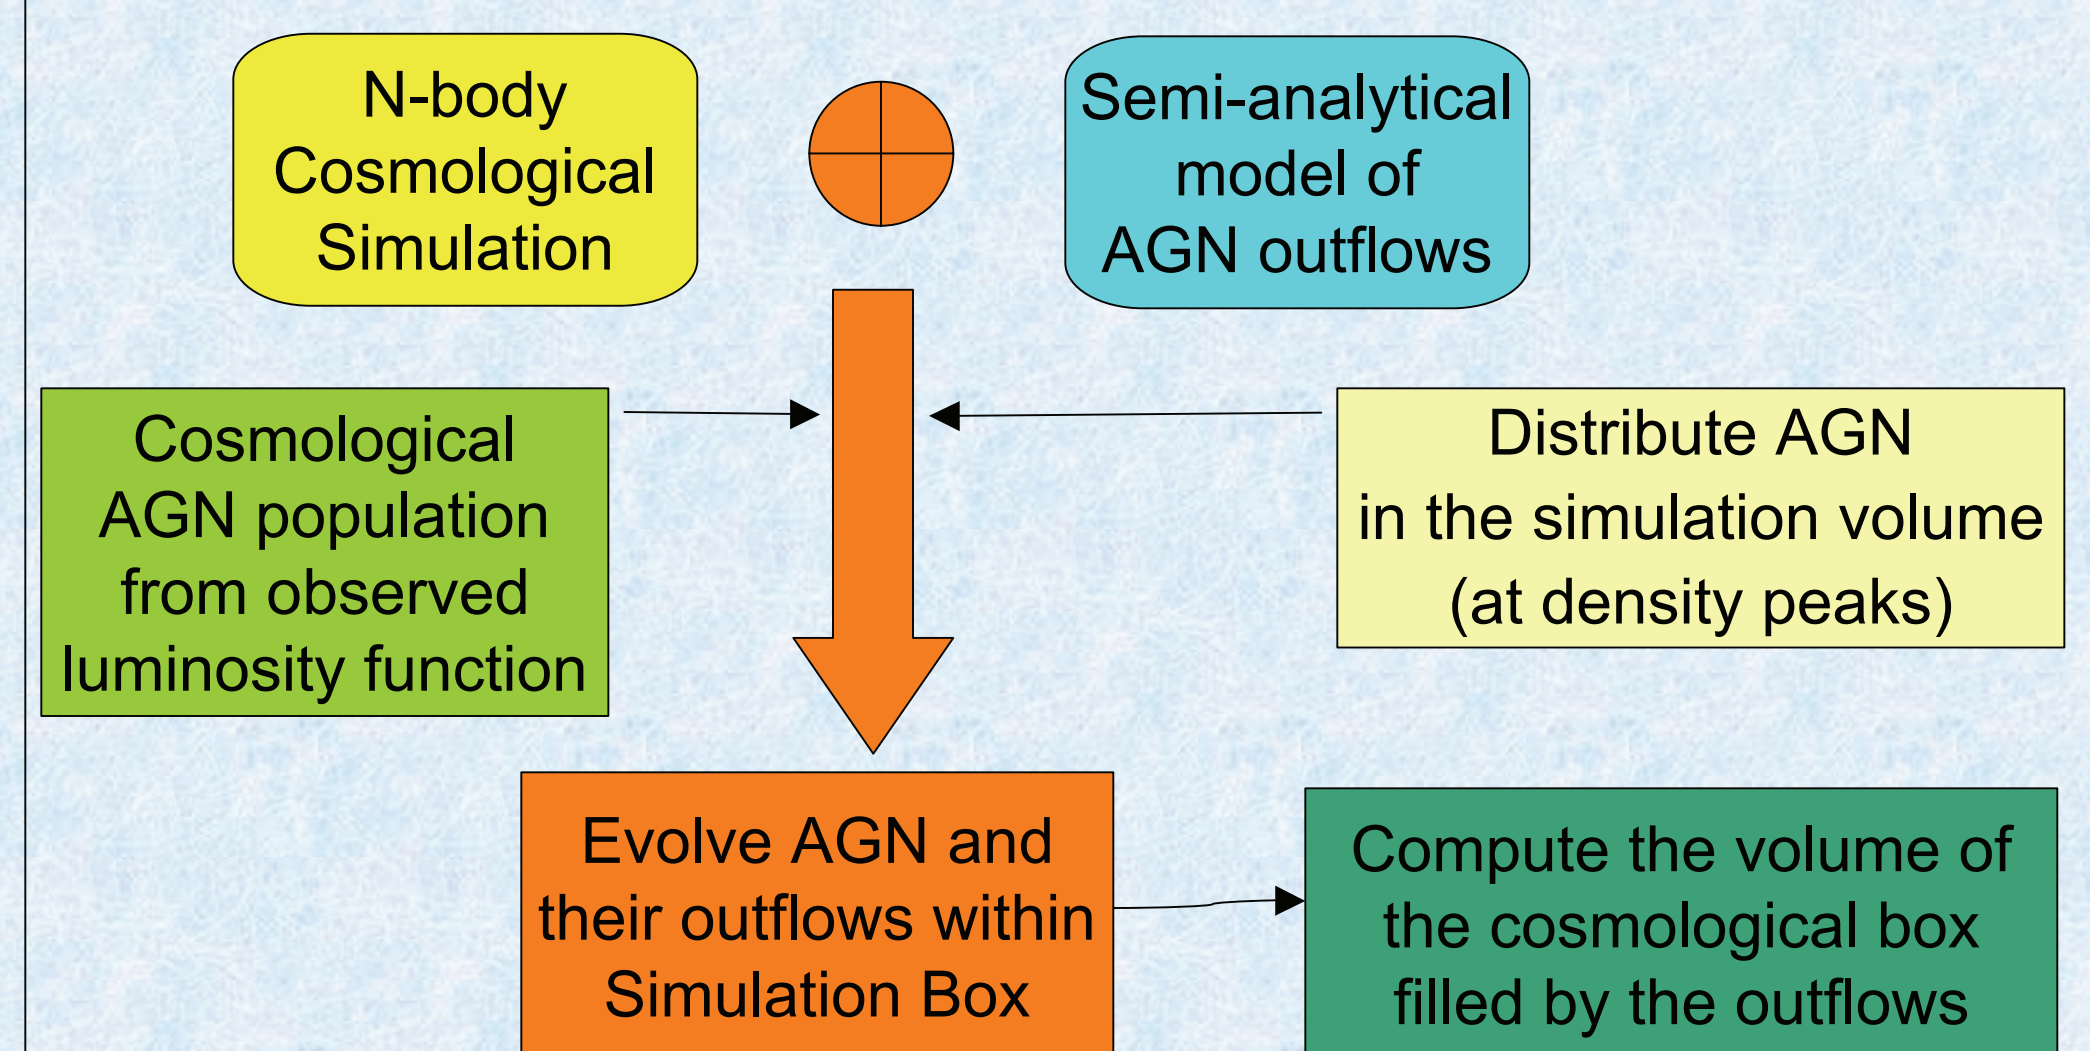 N-body
Cosmological
Simulation
Semi-analytical
model of
AGN outflows
Cosmological
AGN population
from observed
luminosity function
Distribute AGN
in the simulation volume
(at density peaks)
Evolve AGN and
their outflows within
Simulation Box
Compute the volume of
the cosmological box
filled by the outflows